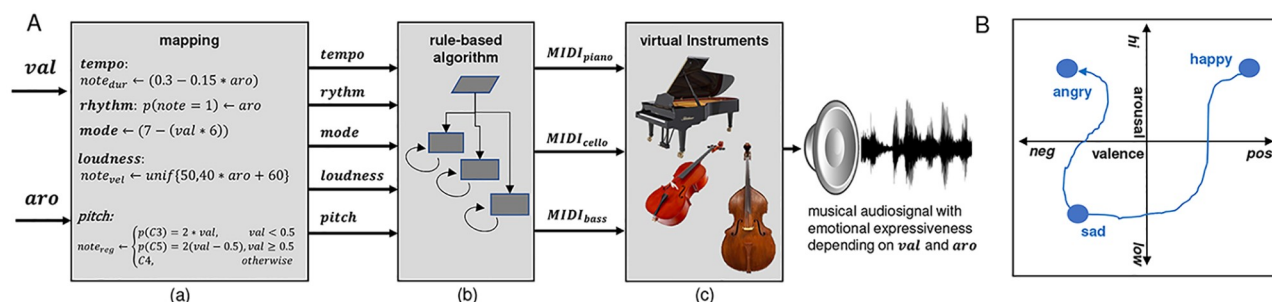 A
val
aro
mapping
tempo:
note_dur ← (0.3 − 0.15 * aro)
rhythm: p(note = 1) ← aro
mode ← (7 − (val * 6))
loudness:
note_vel ← unif{50,40 * aro + 60}
pitch:
note_reg ← { p(C3) = 2 * val, val < 0.5
p(C5) = 2(val − 0.5), val ≥ 0.5
C4, otherwise
(a)
tempo
rythm
mode
loudness
pitch
rule-based
algorithm
(b)
MIDI_piano
MIDI_cello
MIDI_bass
virtual Instruments
(c)
musical audiosignal with
emotional expressiveness
depending on val and aro
B
hi
happy
angry
arousal
neg
valence
pos
sad
low